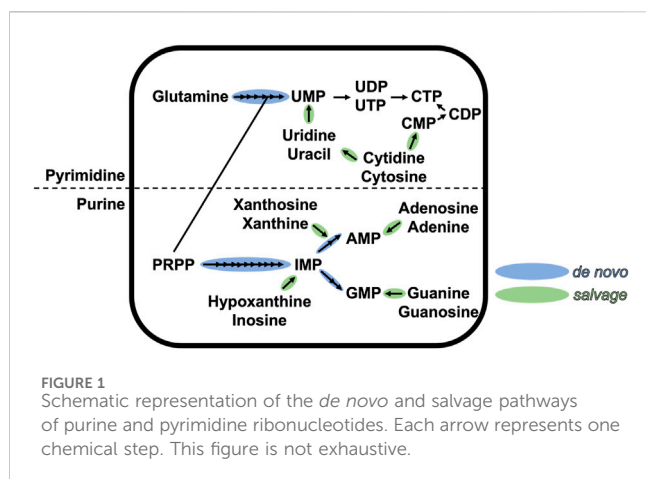 Glutamine
UMP
UDP
UTP
CTP
CDP
CMP
Uridine
Uracil
Cytidine
Cytosine
Pyrimidine
Purine
Xanthosine
Xanthine
Adenosine
Adenine
AMP
PRPP
IMP
GMP
Hypoxanthine
Inosine
Guanine
Guanosine
de novo
salvage
FIGURE 1
Schematic representation of the de novo and salvage pathways
of purine and pyrimidine ribonucleotides. Each arrow represents one
chemical step. This figure is not exhaustive.